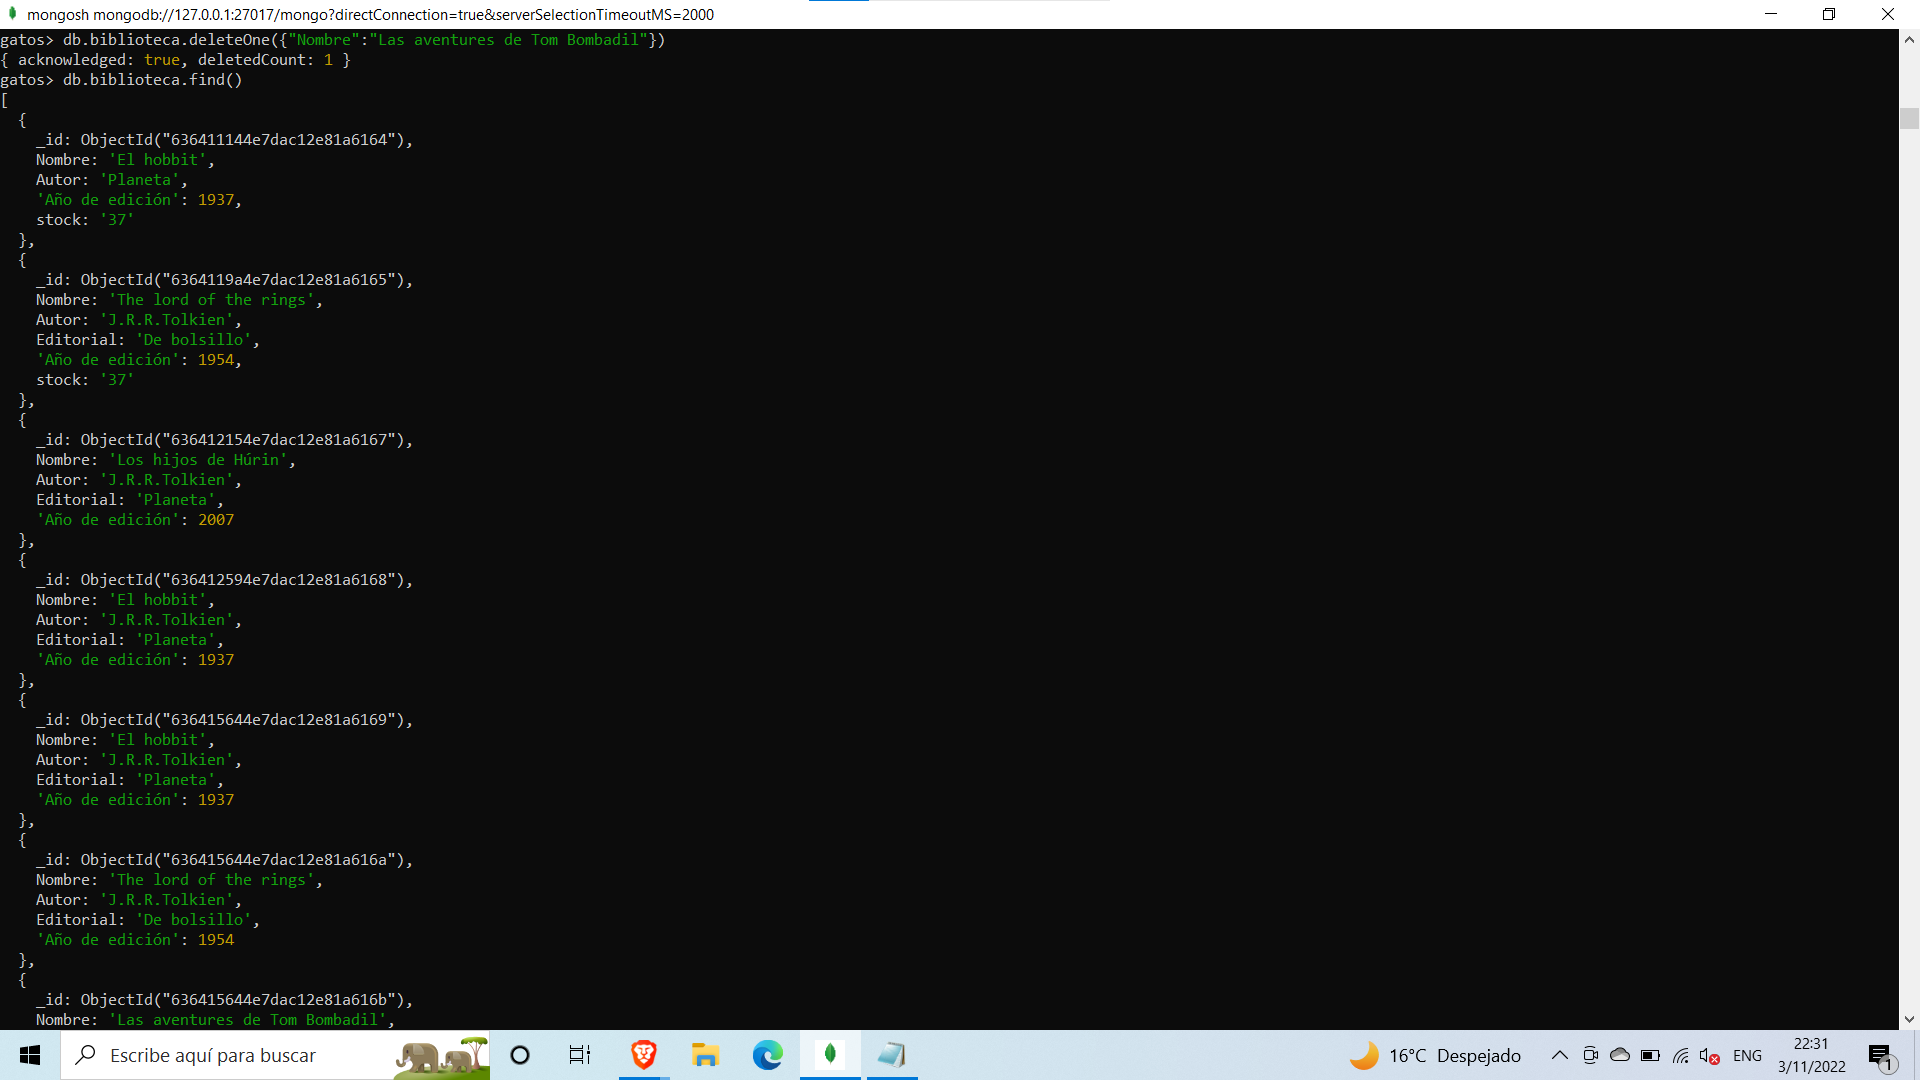 mongosh mongodb://127.0.0.1:27017/mongo?directConnection=true&serverSelectionTimeoutMS=2000
gatos> db.biblioteca.deleteOne({"Nombre":"Las aventures de Tom Bombadil"})
{ acknowledged: true, deletedCount: 1 }
gatos> db.biblioteca.find()
[
  {
    _id: ObjectId("636411144e7dac12e81a6164"),
    Nombre: 'El hobbit',
    Autor: 'Planeta',
    'Año de edición': 1937,
    stock: '37'
  },
  {
    _id: ObjectId("6364119a4e7dac12e81a6165"),
    Nombre: 'The lord of the rings',
    Autor: 'J.R.R.Tolkien',
    Editorial: 'De bolsillo',
    'Año de edición': 1954,
    stock: '37'
  },
  {
    _id: ObjectId("636412154e7dac12e81a6167"),
    Nombre: 'Los hijos de Húrin',
    Autor: 'J.R.R.Tolkien',
    Editorial: 'Planeta',
    'Año de edición': 2007
  },
  {
    _id: ObjectId("636412594e7dac12e81a6168"),
    Nombre: 'El hobbit',
    Autor: 'J.R.R.Tolkien',
    Editorial: 'Planeta',
    'Año de edición': 1937
  },
  {
    _id: ObjectId("636415644e7dac12e81a6169"),
    Nombre: 'El hobbit',
    Autor: 'J.R.R.Tolkien',
    Editorial: 'Planeta',
    'Año de edición': 1937
  },
  {
    _id: ObjectId("636415644e7dac12e81a616a"),
    Nombre: 'The lord of the rings',
    Autor: 'J.R.R.Tolkien',
    Editorial: 'De bolsillo',
    'Año de edición': 1954
  },
  {
    _id: ObjectId("636415644e7dac12e81a616b"),
    Nombre: 'Las aventures de Tom Bombadil',
Escribe aquí para buscar
16°C Despejado
ENG
22:31
3/11/2022
1